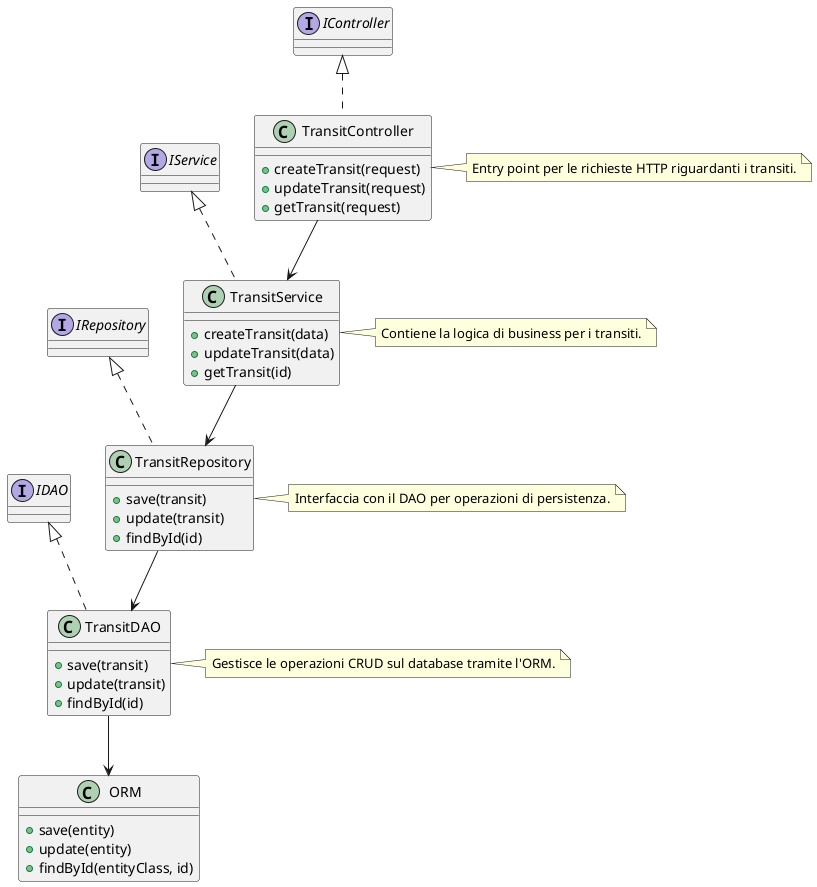 I IController
C TransitController
createTransit(request)
updateTransit(request)
getTransit(request)
Entry point per le richieste HTTP riguardanti i transiti.
I IService
C TransitService
createTransit(data)
updateTransit(data)
getTransit(id)
Contiene la logica di business per i transiti.
I IRepository
C TransitRepository
save(transit)
update(transit)
findById(id)
Interfaccia con il DAO per operazioni di persistenza.
I IDAO
C TransitDAO
save(transit)
update(transit)
findById(id)
Gestisce le operazioni CRUD sul database tramite l'ORM.
C ORM
save(entity)
update(entity)
findById(entityClass, id)